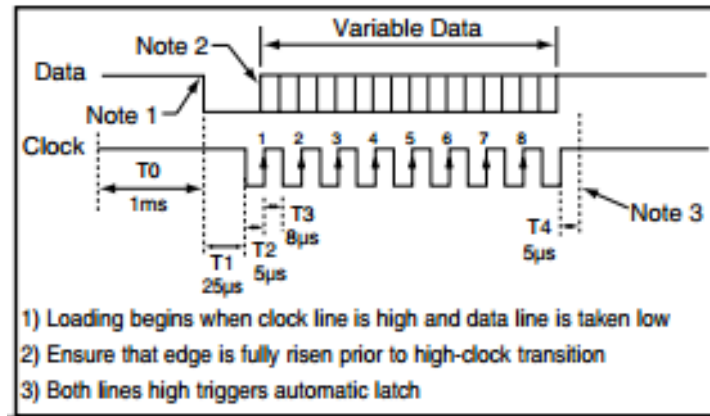 Variable Data
Note 2
Data
Note 1
1 2 3 4 5 6 7 8
Clock
T0
1ms
T3
8µs
T2
5µs
T1
25µs
T4
5µs
Note 3
1) Loading begins when clock line is high and data line is taken low
2) Ensure that edge is fully risen prior to high-clock transition
3) Both lines high triggers automatic latch